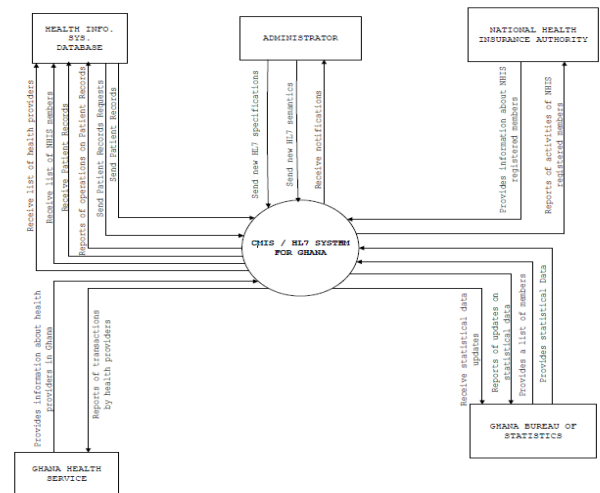 HEALTH INFO.
SYS.
DATABASE
ADMINISTRATOR
NATIONAL HEALTH
INSURANCE AUTHORITY
Receive list of health providers
Receive list of NHIS members
Receive Patient Records
Reports of operations on Patient Records
Send Patient Records Requests
Send Patient Records
Send new HL7 specifications
Send new HL7 semantics
Receive notifications
Provides information about NHIS
registered members
Reports of activities of NHIS
registered members
CMIS / HL7 SYSTEM
FOR GHANA
Provides information about health
providers in Ghana
Reports of transactions
by health providers
Receive statistical data
updates
Reports of updates on
statistical data
Provides a list of members
Provides statistical Data
GHANA BUREAU OF
STATISTICS
GHANA HEALTH
SERVICE